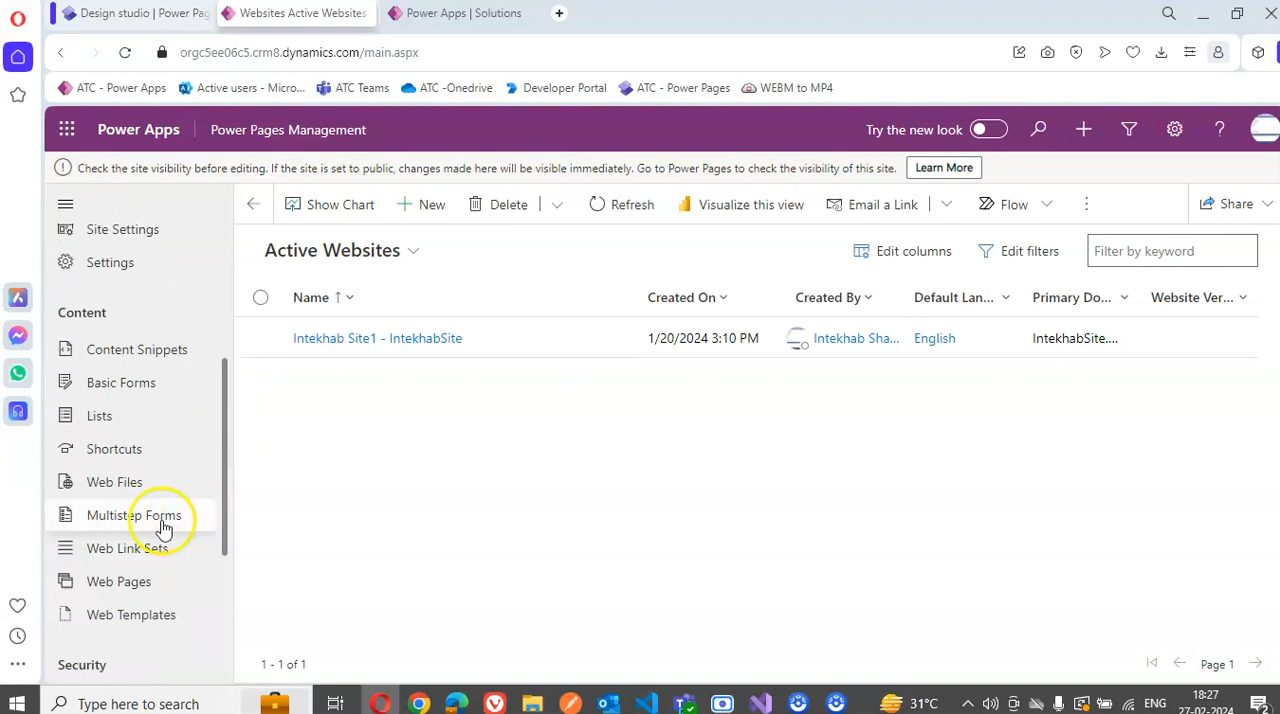 Design studio | Power Pag
Websites Active Websites
Power Apps | Solutions
orgc5ee06c5.crm8.dynamics.com/main.aspx
ATC - Power Apps
Active users - Micro...
ATC Teams
ATC -Onedrive
Developer Portal
ATC - Power Pages
WEBM to MP4
Power Apps
Power Pages Management
Try the new look
Check the site visibility before editing. If the site is set to public, changes made here will be visible immediately. Go to Power Pages to check the visibility of this site.
Learn More
Show Chart
New
Delete
Refresh
Visualize this view
Email a Link
Flow
Share
Site Settings
Settings
Content
Content Snippets
Basic Forms
Lists
Shortcuts
Web Files
Multistep Forms
Web Link Sets
Web Pages
Web Templates
Security
Active Websites
Edit columns
Edit filters
Filter by keyword
Name ↑
Created On
Created By
Default Lan...
Primary Do...
Website Ver...
Intekhab Site1 - IntekhabSite
1/20/2024 3:10 PM
Intekhab Sha...
English
IntekhabSite....
1 - 1 of 1
Page 1
Type here to search
31°C
ENG
18:27
27-02-2024